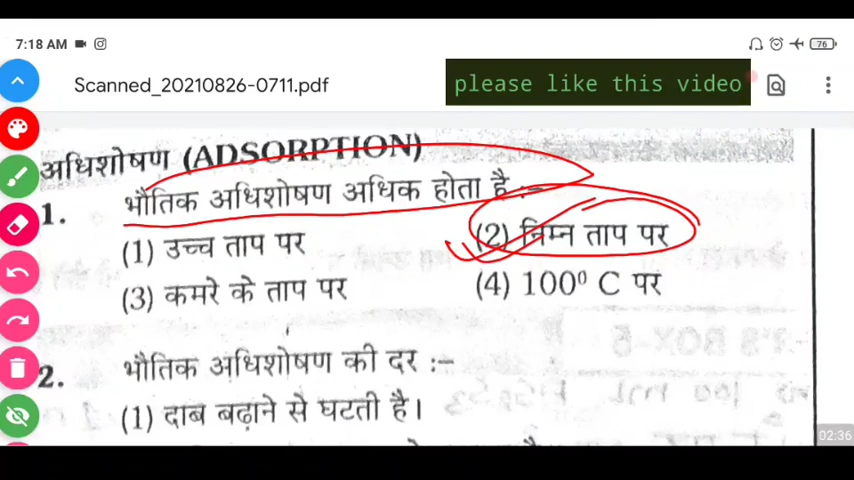 7:18 AM
76
Scanned_20210826-0711.pdf
please like this video
अधिशोषण (ADSORPTION)
1. भौतिक अधिशोषण अधिक होता है :–
(1) उच्च ताप पर (2) निम्न ताप पर
(3) कमरे के ताप पर (4) 100⁰ C पर
2. भौतिक अधिशोषण की दर :–
(1) दाब बढ़ाने से घटती है।
02:36